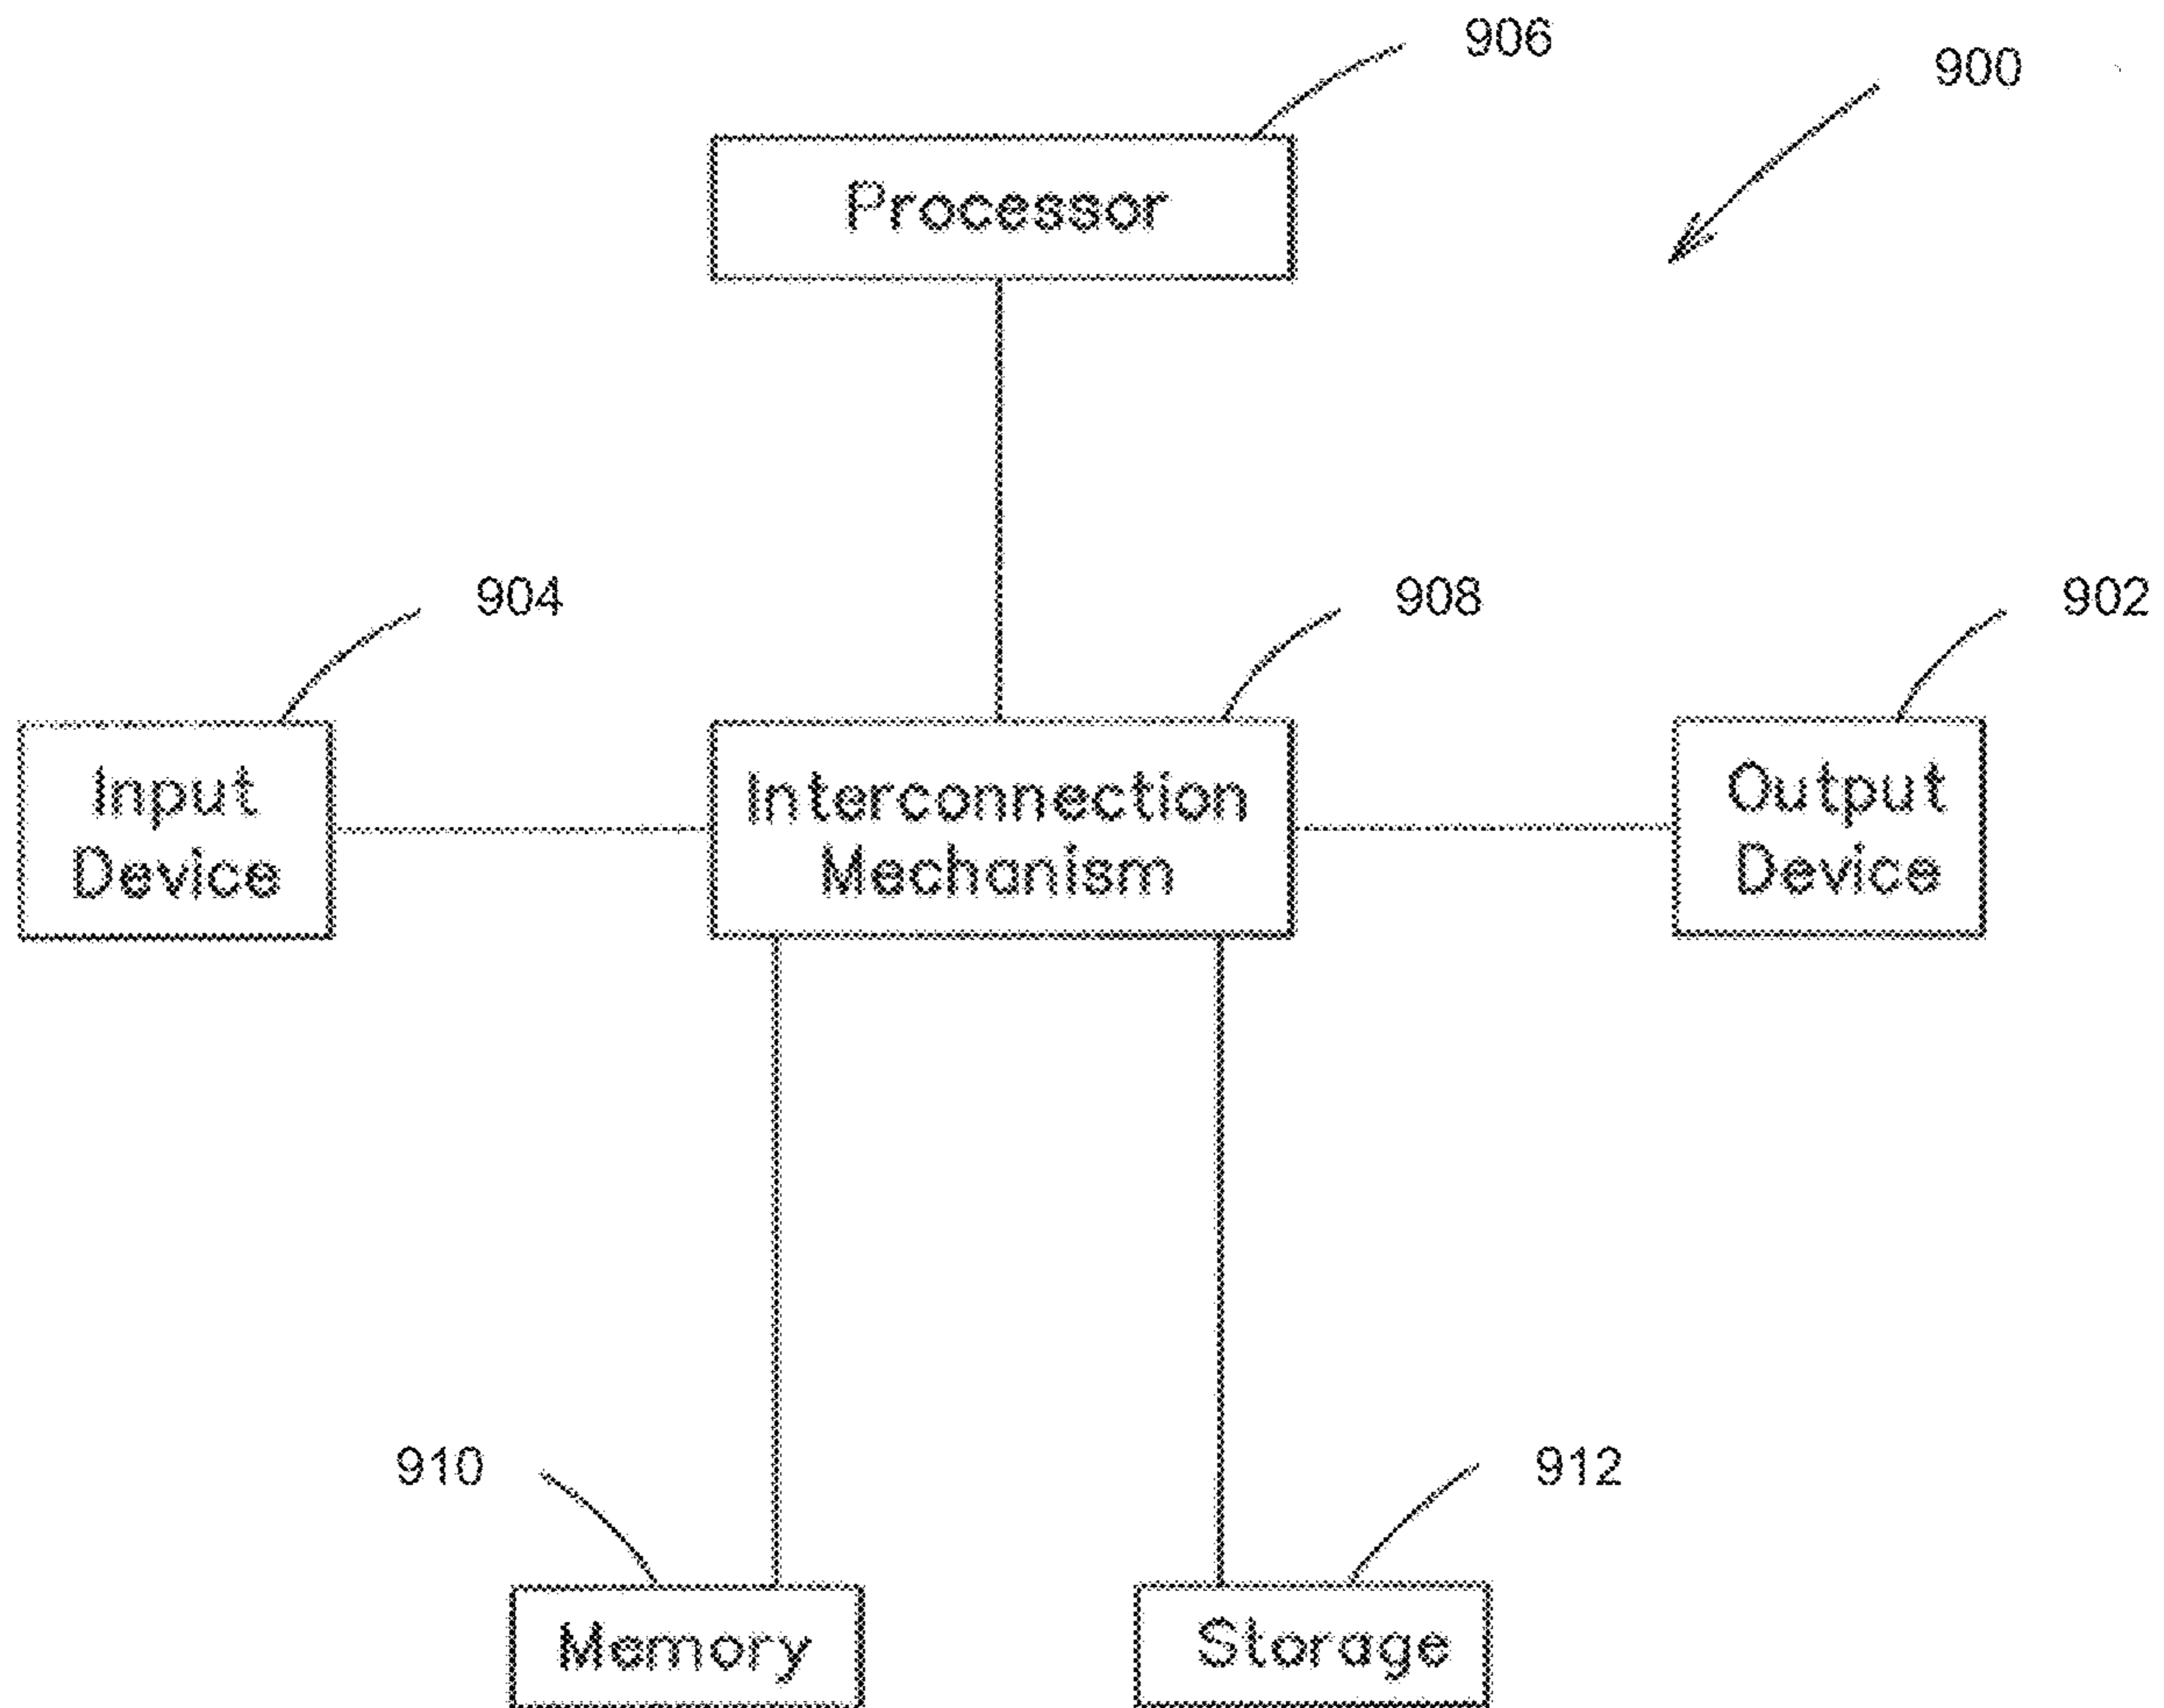 906
900
Processor
904
908
902
Input
Device
Interconnection
Mechanism
Output
Device
910
912
Memory
Storage